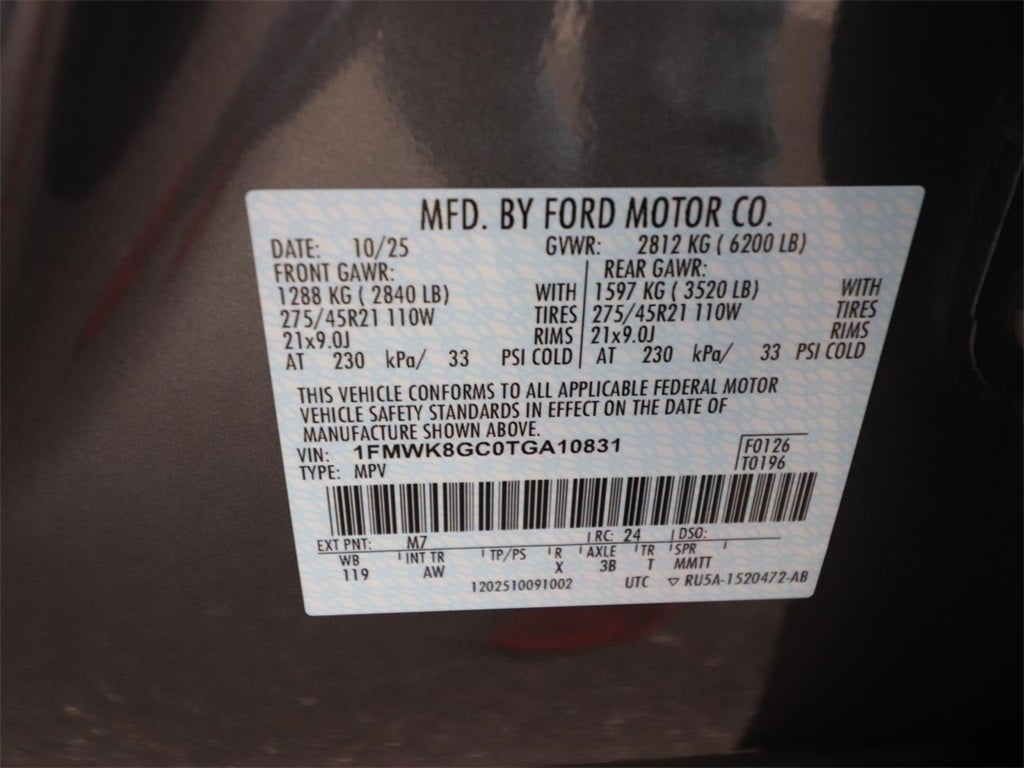 MFD. BY FORD MOTOR CO.
DATE: 10/25 GVWR: 2812 KG ( 6200 LB)
FRONT GAWR: REAR GAWR:
1288 KG ( 2840 LB) WITH 1597 KG ( 3520 LB) WITH
275/45R21 110W TIRES 275/45R21 110W TIRES
21x9.0J RIMS 21x9.0J RIMS
AT 230 kPa/ 33 PSI COLD AT 230 kPa/ 33 PSI COLD
THIS VEHICLE CONFORMS TO ALL APPLICABLE FEDERAL MOTOR
VEHICLE SAFETY STANDARDS IN EFFECT ON THE DATE OF
MANUFACTURE SHOWN ABOVE.
VIN: 1FMWK8GC0TGA10831 F0126
TYPE: MPV T0196
EXT PNT: M7 RC: 24 DSO:
WB INT TR TP/PS R AXLE TR SPR
119 AW X 3B T MMTT
1202510091002 UTC ▽ RU5A-1520472-AB